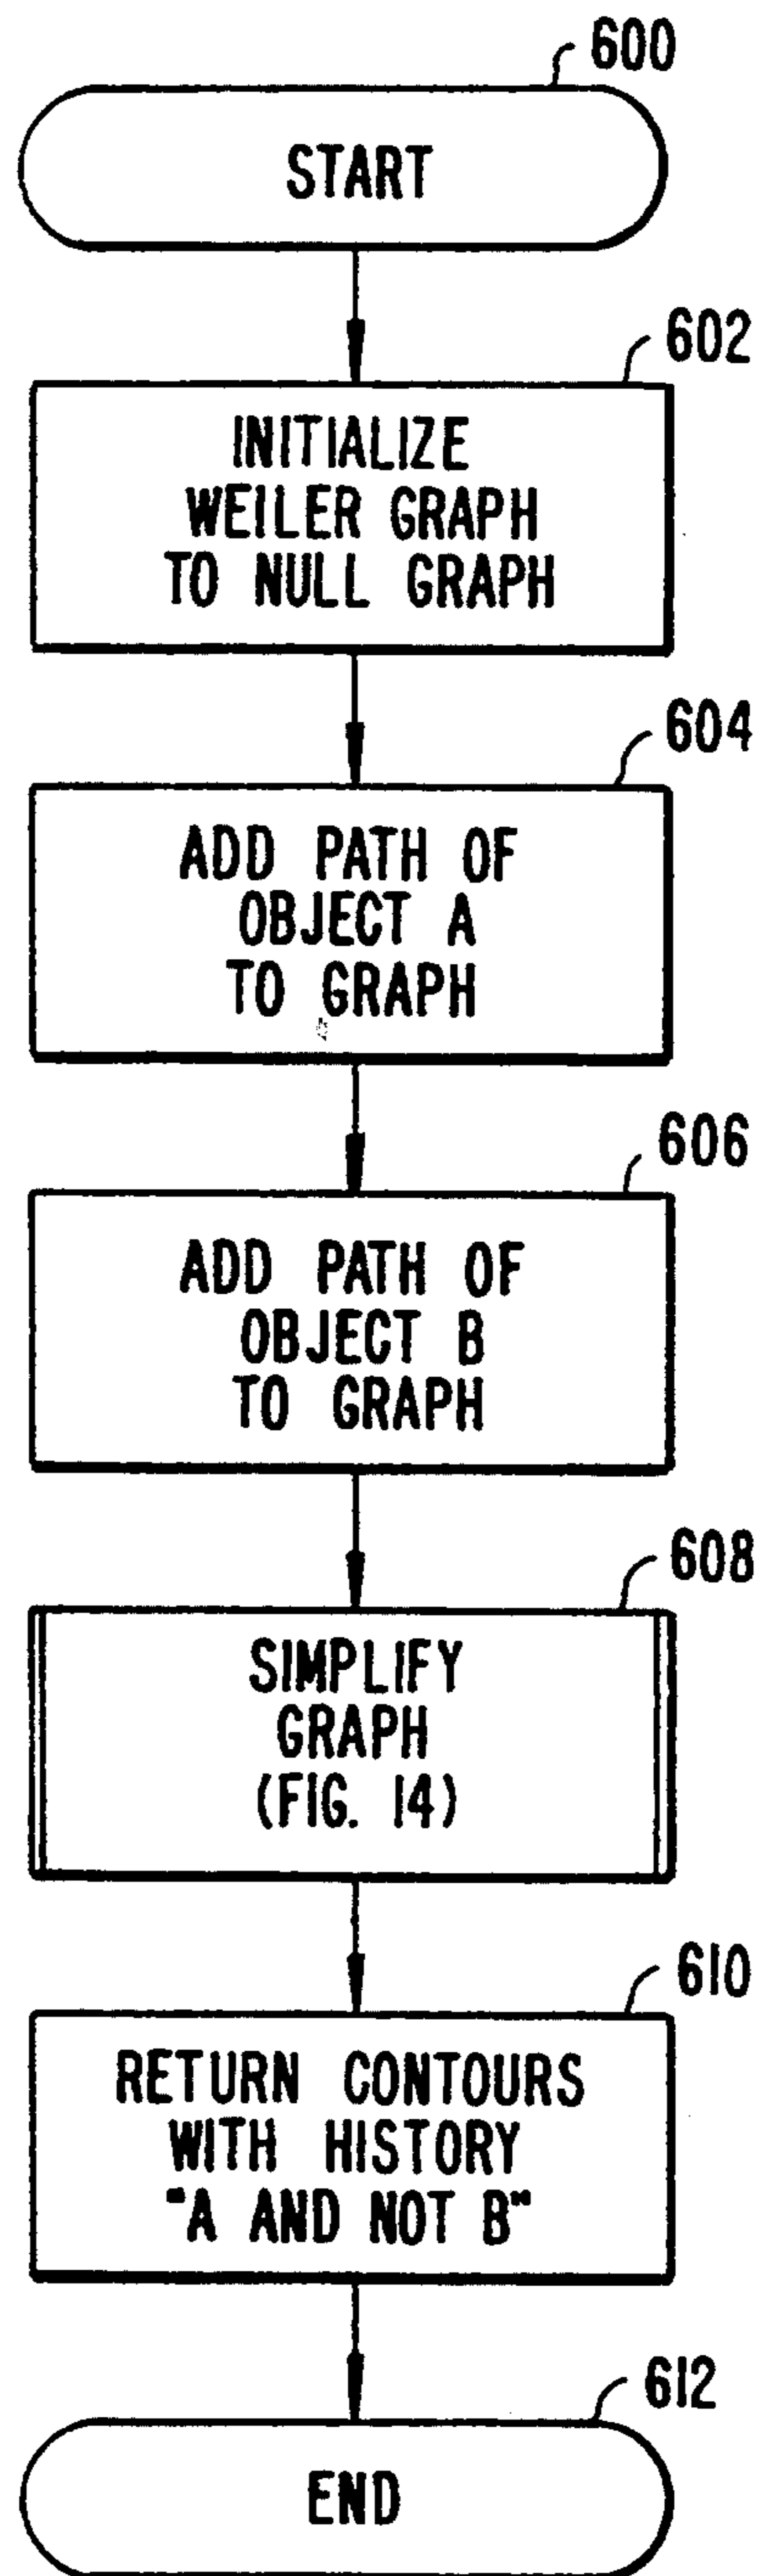 600
START
602
INITIALIZE
WEILER GRAPH
TO NULL GRAPH
604
ADD PATH OF
OBJECT A
TO GRAPH
606
ADD PATH OF
OBJECT B
TO GRAPH
608
SIMPLIFY
GRAPH
(FIG. 14)
610
RETURN CONTOURS
WITH HISTORY
"A AND NOT B"
612
END